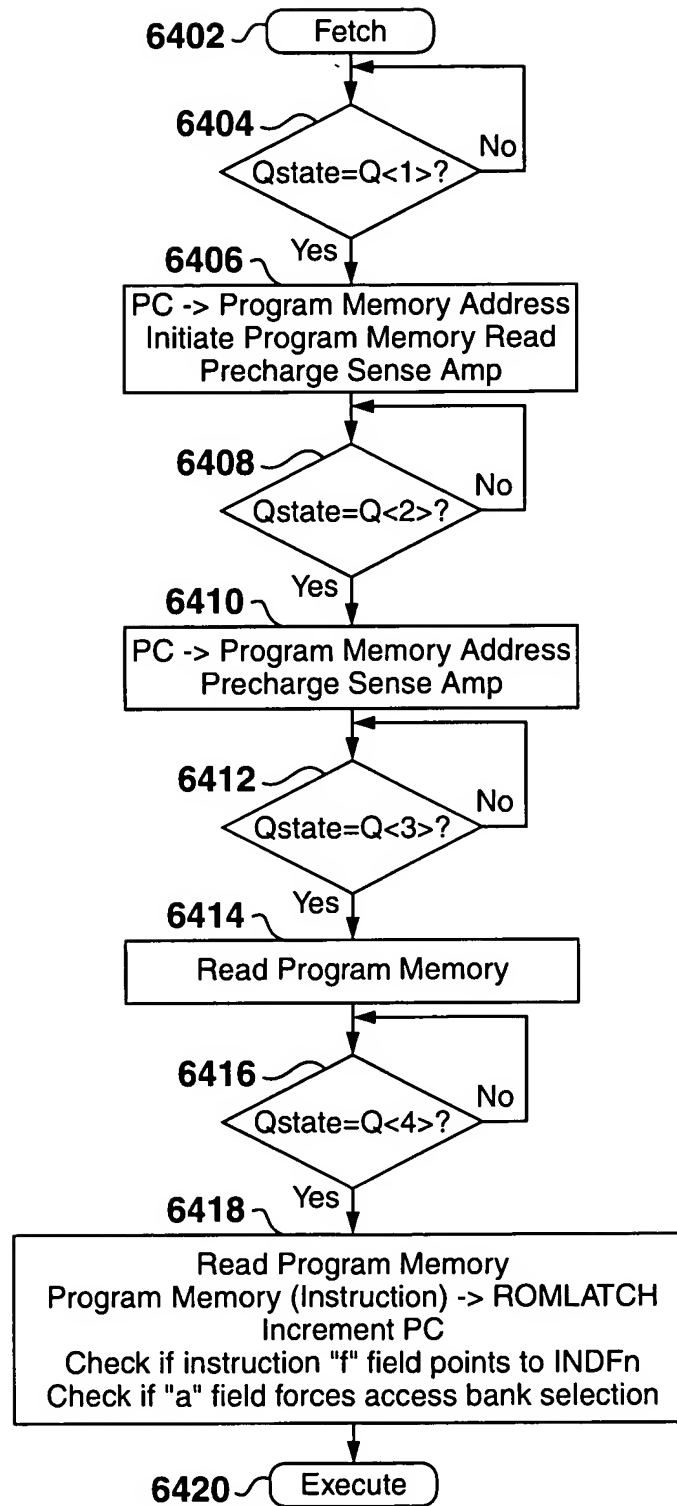 6402
Fetch
6404
Qstate=Q<1>?
No
Yes
6406
PC -> Program Memory Address
Initiate Program Memory Read
Precharge Sense Amp
6408
Qstate=Q<2>?
No
Yes
6410
PC -> Program Memory Address
Precharge Sense Amp
6412
Qstate=Q<3>?
No
Yes
6414
Read Program Memory
6416
Qstate=Q<4>?
No
Yes
6418
Read Program Memory
Program Memory (Instruction) -> ROMLATCH
Increment PC
Check if instruction "f" field points to INDFn
Check if "a" field forces access bank selection
6420
Execute